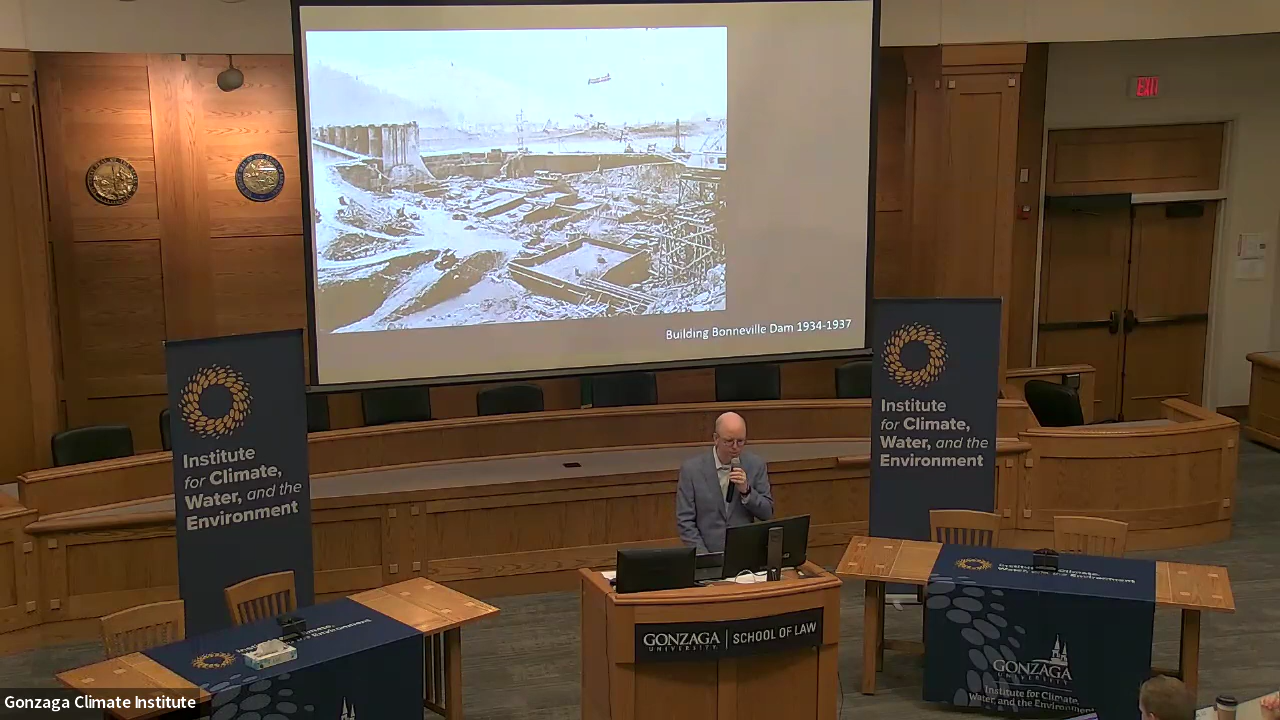 EXIT
Building Bonneville Dam 1934-1937
Institute
for Climate,
Water, and the
Environment
Institute
for Climate,
Water, and the
Environment
GONZAGA
UNIVERSITY
SCHOOL OF LAW
GONZAGA
UNIVERSITY
Institute for Climate,
Water, and the Environment
Gonzaga Climate Institute